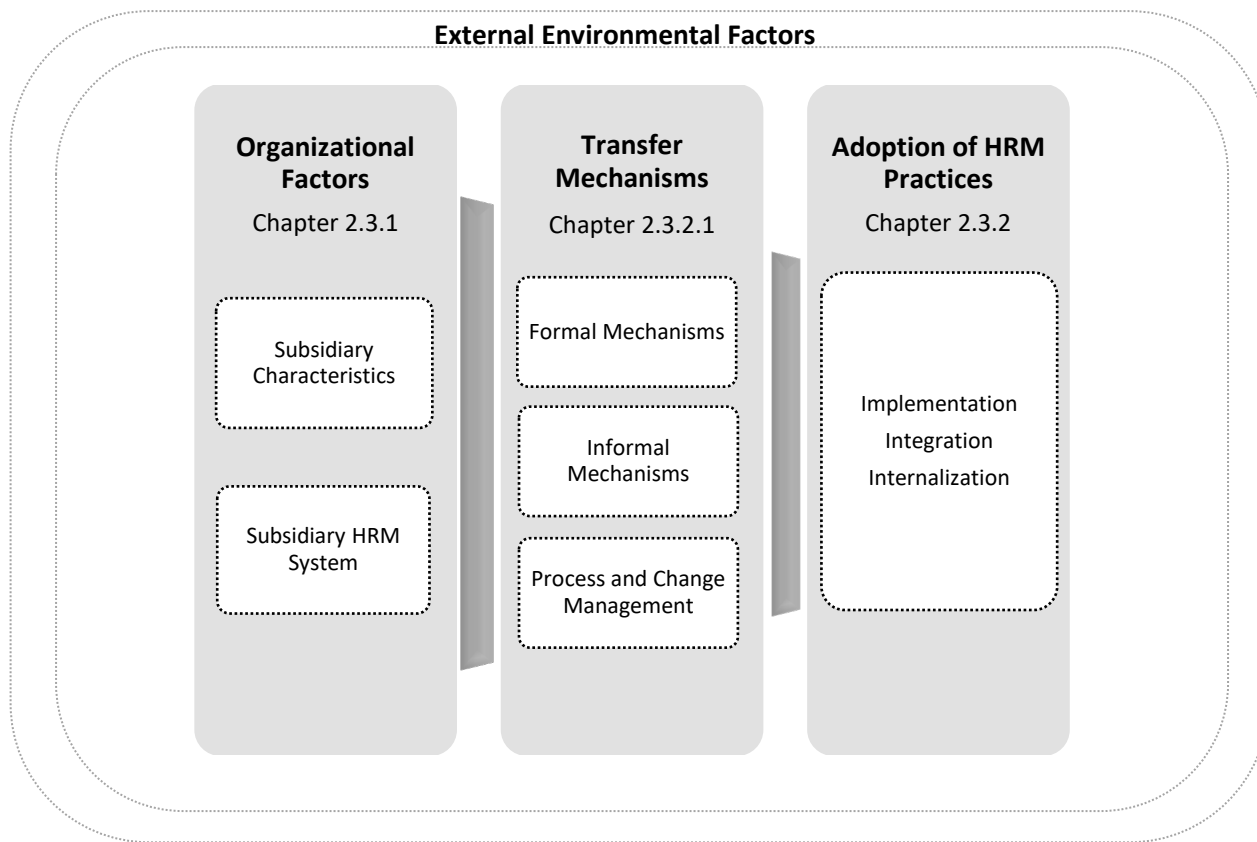 External Environmental Factors
Organizational
Factors
Chapter 2.3.1
Subsidiary
Characteristics
Subsidiary HRM
System
Transfer
Mechanisms
Chapter 2.3.2.1
Formal Mechanisms
Informal
Mechanisms
Process and Change
Management
Adoption of HRM
Practices
Chapter 2.3.2
Implementation
Integration
Internalization